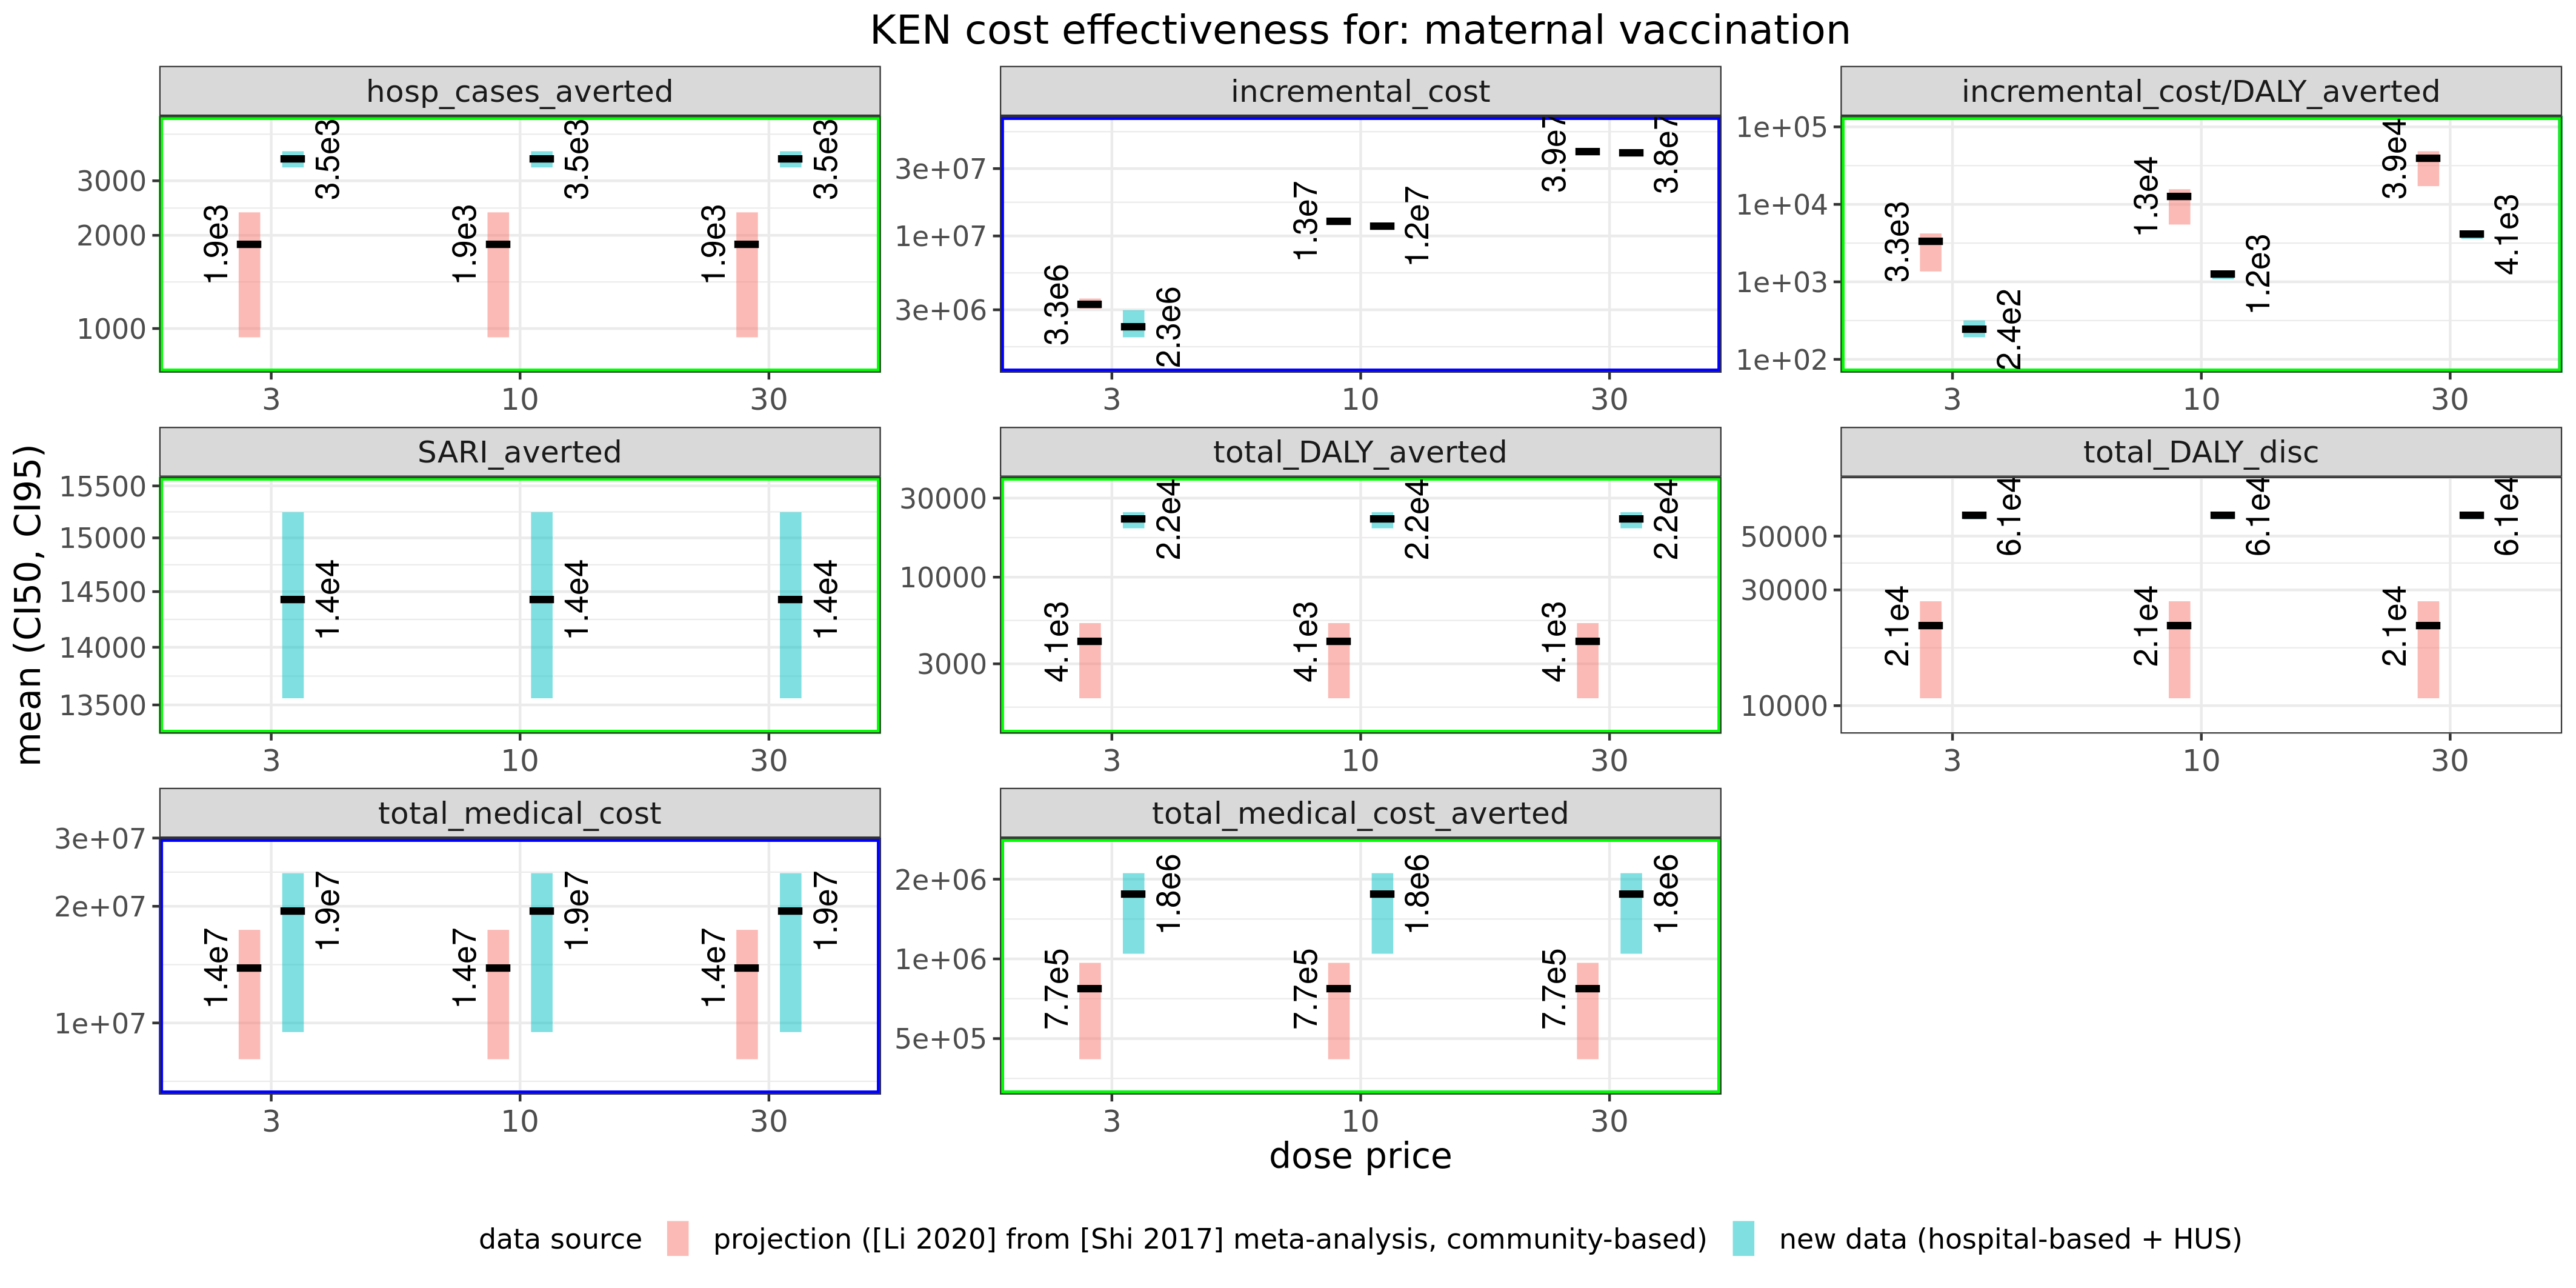 KEN cost effectiveness for: maternal vaccination
mean (CI50, CI95)
hosp_cases_averted
3000
2000
1000
1.9e3
3.5e3
1.9e3
3.5e3
1.9e3
3.5e3
3 10 30
incremental_cost
3e+07
1e+07
3e+06
3.3e6
2.3e6
1.3e7
1.2e7
3.9e7
3.8e7
3 10 30
incremental_cost/DALY_averted
1e+05
1e+04
1e+03
1e+02
3.3e3
2.4e2
1.3e4
1.2e3
3.9e4
4.1e3
3 10 30
SARI_averted
15500
15000
14500
14000
13500
1.4e4
1.4e4
1.4e4
3 10 30
total_DALY_averted
30000
10000
3000
4.1e3
2.2e4
4.1e3
2.2e4
4.1e3
2.2e4
3 10 30
total_DALY_disc
50000
30000
10000
2.1e4
6.1e4
2.1e4
6.1e4
2.1e4
6.1e4
3 10 30
total_medical_cost
3e+07
2e+07
1e+07
1.4e7
1.9e7
1.4e7
1.9e7
1.4e7
1.9e7
3 10 30
total_medical_cost_averted
2e+06
1e+06
5e+05
7.7e5
1.8e6
7.7e5
1.8e6
7.7e5
1.8e6
3 10 30
dose price
data source projection ([Li 2020] from [Shi 2017] meta-analysis, community-based) new data (hospital-based + HUS)